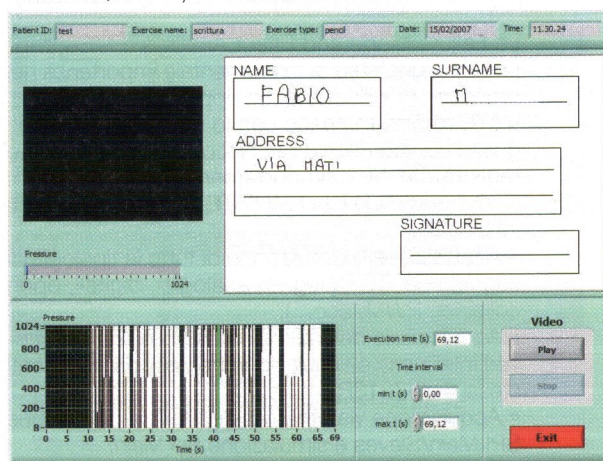 Patient ID: test Exercise name: scrittura Exercise type: pencil Date: 15/02/2007 Time: 11.30.24
NAME SURNAME
FABIO M.
ADDRESS
VIA MATI
SIGNATURE
Pressure
0 1024
Pressure
1024
800
600
400
200
8
0 5 10 15 20 25 30 35 40 45 50 55 60 65 69
Time (s)
Execution time (s) 69,12
Time interval
min t (s) 0,00
max t (s) 69,12
Video
Play
Stop
Exit